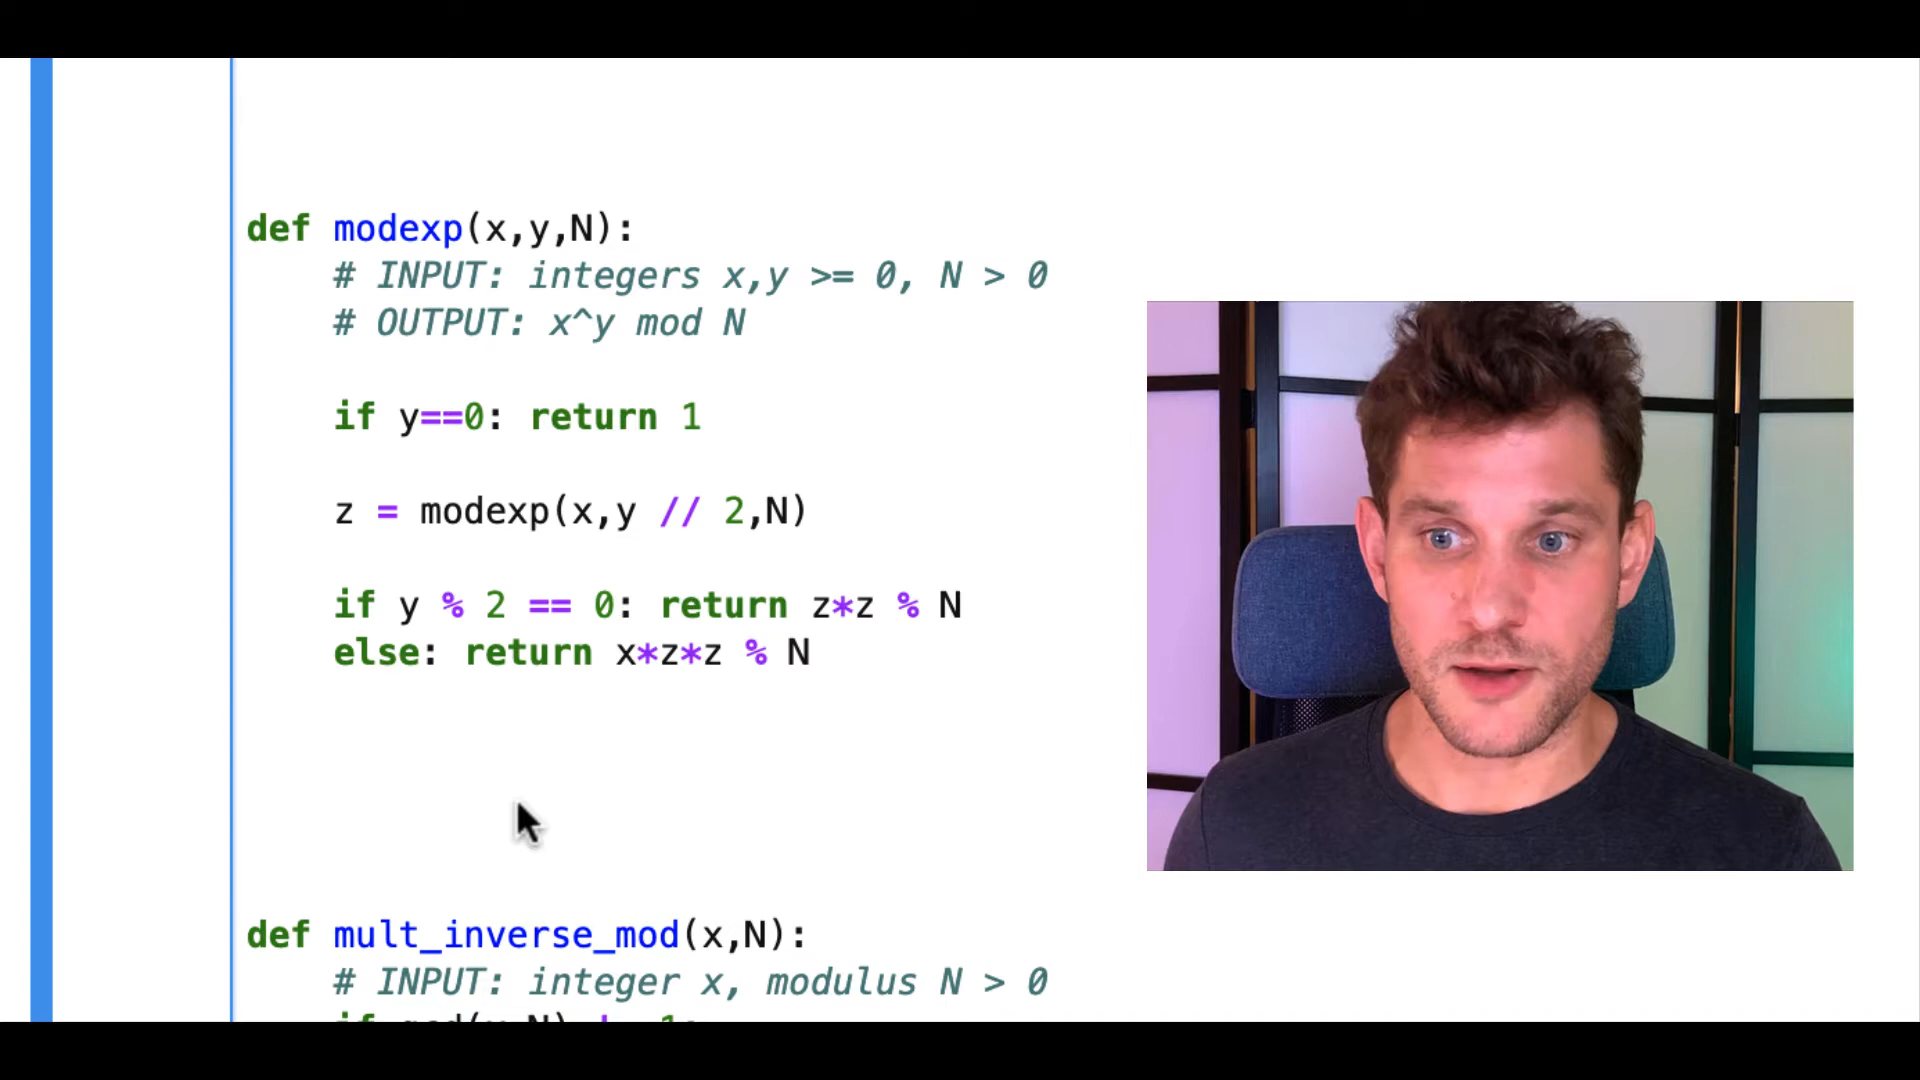 def modexp(x,y,N):
# INPUT: integers x,y >= 0, N > 0
# OUTPUT: x^y mod N
if y==0: return 1
z = modexp(x,y // 2,N)
if y % 2 == 0: return z*z % N
else: return x*z*z % N
def mult_inverse_mod(x,N):
# INPUT: integer x, modulus N > 0